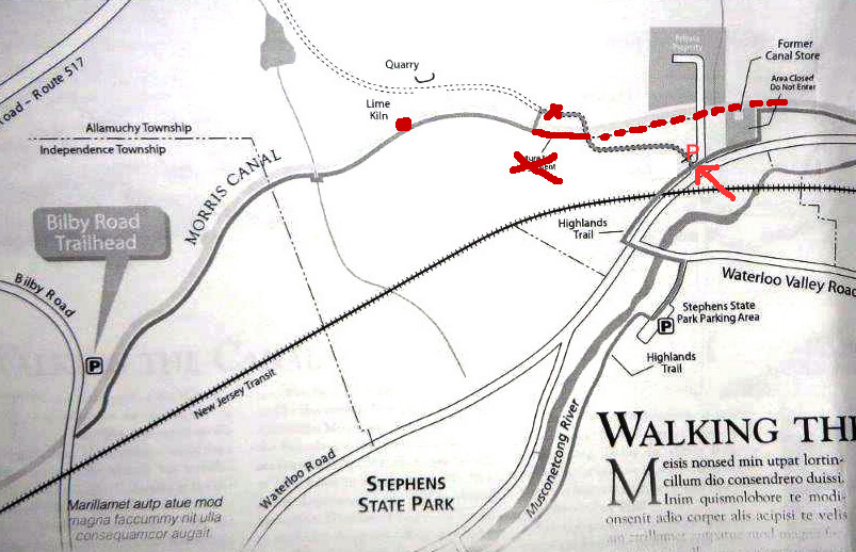 Private
Property
Former
Canal Store
Area Closed
Do Not Enter
oad – Route 517
Quarry
Lime
Kiln
Allamuchy Township
Independence Township
P
MORRIS CANAL
Bilby Road
Trailhead
Highlands
Trail
Bilby Road
Waterloo Valley Road
Stephens State
Park Parking Area
P
Highlands
Trail
P
New Jersey Transit
Musconetcong River
Waterloo Road
STEPHENS
STATE PARK
WALKING THE
Meisis nonsed min utpat lortin-
cillum dio consendrero duissi.
Inim quismolobore te modi-
onsenit adio corper alis acipisi te velis
Marillamet autp atue mod
magna faccummy nit ulla
consequamcor augait.